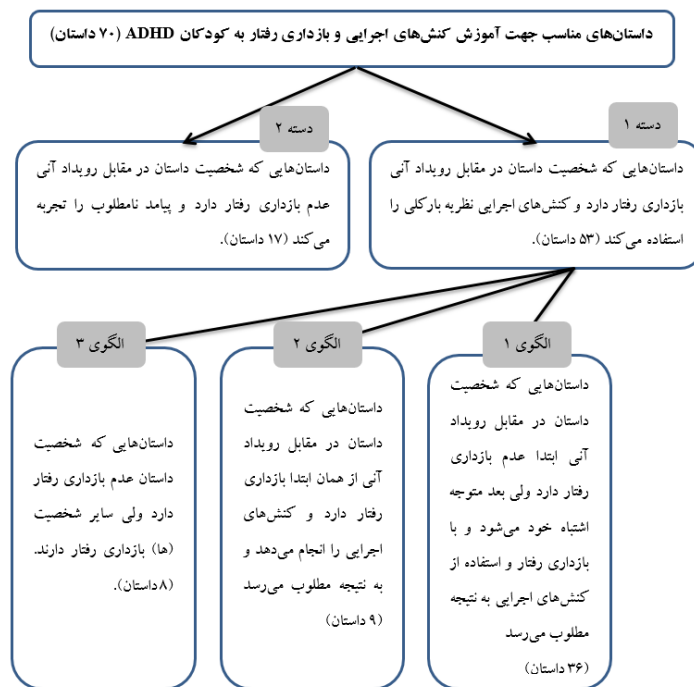 داستان‌های مناسب جهت آموزش کنش‌های اجرایی و بازداری رفتار به کودکان ADHD (۷۰ داستان)
دسته ۱
داستان‌هایی که شخصیت داستان در مقابل رویداد آنی
بازداری رفتار دارد و کنش‌های اجرایی نظریه بارکلی را
استفاده می‌کند (۵۳ داستان).
دسته ۲
داستان‌هایی که شخصیت داستان در مقابل رویداد آنی
عدم بازداری رفتار دارد و پیامد نامطلوب را تجربه
می‌کند (۱۷ داستان).
الگوی ۱
داستان‌هایی که شخصیت
داستان در مقابل رویداد
آنی ابتدا عدم بازداری
رفتار دارد ولی بعد متوجه
اشتباه خود می‌شود و با
بازداری رفتار و استفاده از
کنش‌های اجرایی به نتیجه
مطلوب می‌رسد
(۳۶ داستان)
الگوی ۲
داستان‌هایی که شخصیت
داستان در مقابل رویداد
آنی از همان ابتدا بازداری
رفتار دارد و کنش‌های
اجرایی را انجام می‌دهد و
به نتیجه مطلوب می‌رسد
(۹ داستان)
الگوی ۳
داستان‌هایی که شخصیت
داستان عدم بازداری رفتار
دارد ولی سایر شخصیت
(ها) بازداری رفتار دارند.
(۸داستان).